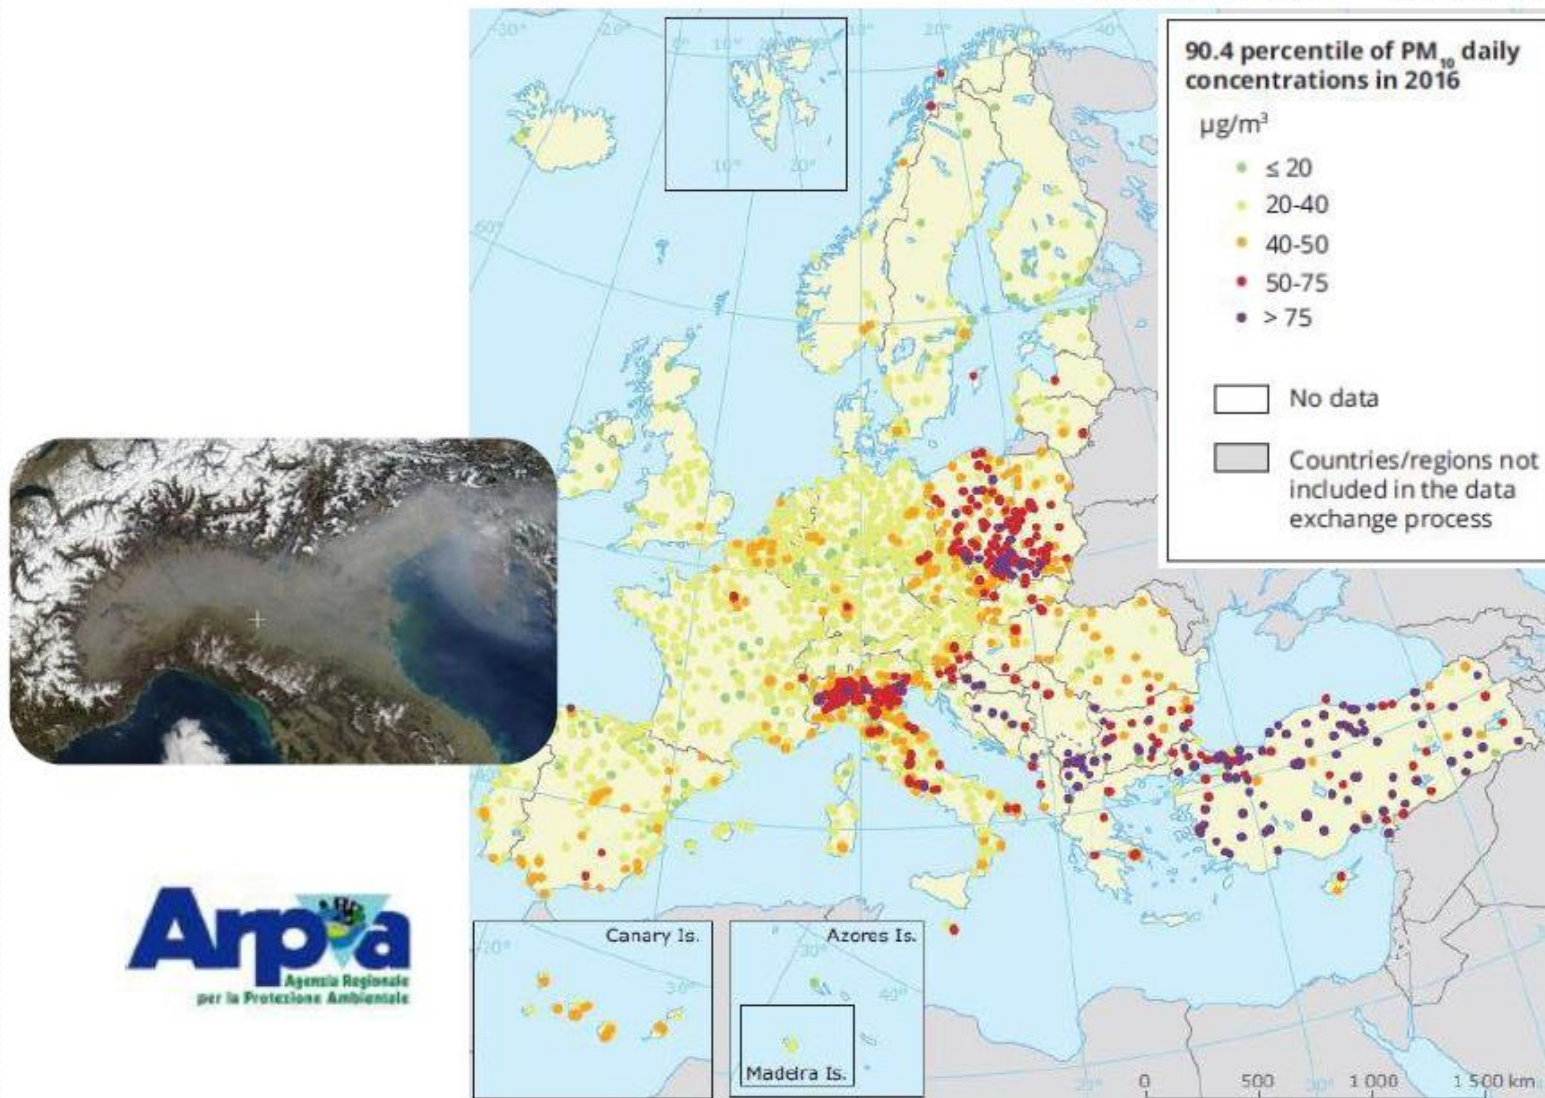 90.4 percentile of PM₁₀ daily
concentrations in 2016
µg/m³
≤ 20
20-40
40-50
50-75
> 75
No data
Countries/regions not
included in the data
exchange process
Arpa
Agenzia Regionale
per la Protezione Ambientale
Canary Is.
Azores Is.
Madeira Is.
0 500 1 000 1 500 km